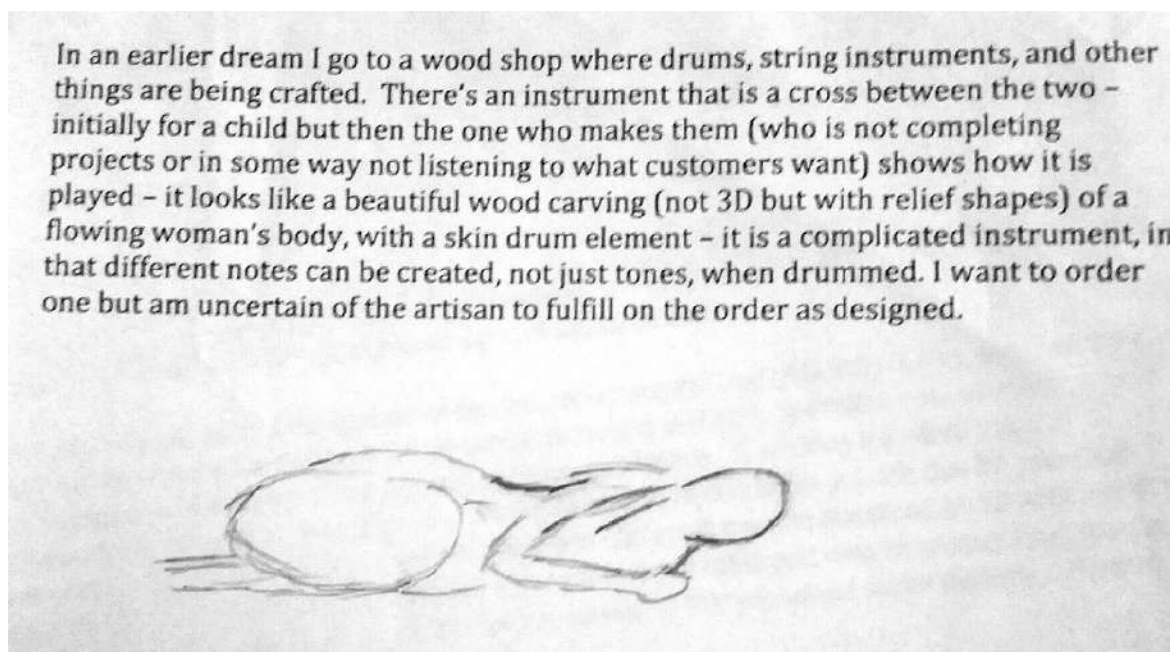 In an earlier dream I go to a wood shop where drums, string instruments, and other
things are being crafted.  There's an instrument that is a cross between the two –
initially for a child but then the one who makes them (who is not completing
projects or in some way not listening to what customers want) shows how it is
played – it looks like a beautiful wood carving (not 3D but with relief shapes) of a
flowing woman's body, with a skin drum element – it is a complicated instrument, in
that different notes can be created, not just tones, when drummed. I want to order
one but am uncertain of the artisan to fulfill on the order as designed.